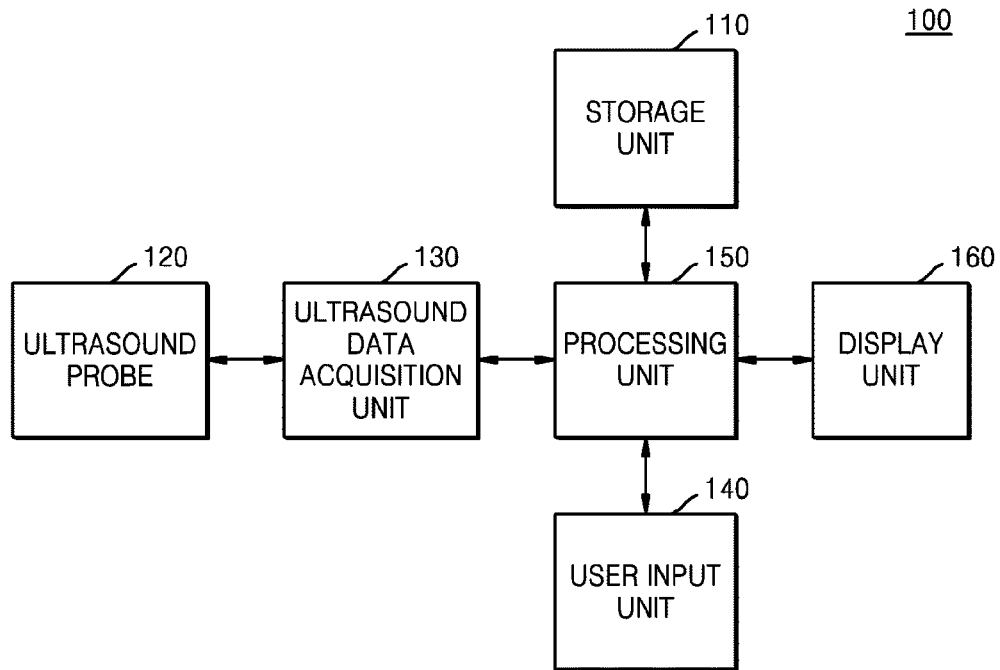 100
110
STORAGE
UNIT
120
ULTRASOUND
PROBE
130
ULTRASOUND
DATA
ACQUISITION
UNIT
150
PROCESSING
UNIT
160
DISPLAY
UNIT
140
USER INPUT
UNIT